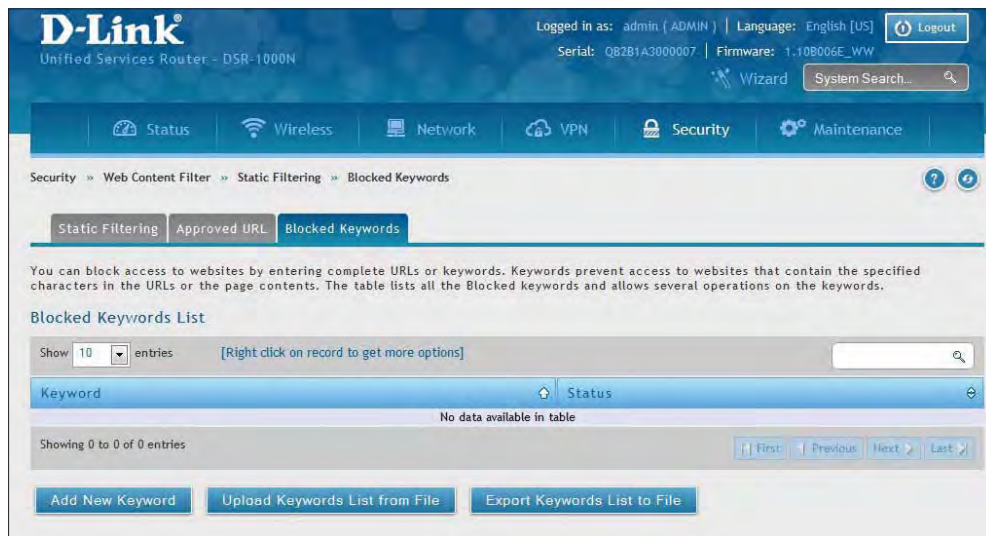 D-Link
Unified Services Router - DSR-1000N
Logged in as: admin ( ADMIN ) | Language: English [US]
Logout
Serial: QB2B1A3000007 | Firmware: 1.10B006E_WW
Wizard
System Search...
Status
Wireless
Network
VPN
Security
Maintenance
Security » Web Content Filter » Static Filtering » Blocked Keywords
Static Filtering
Approved URL
Blocked Keywords
You can block access to websites by entering complete URLs or keywords. Keywords prevent access to websites that contain the specified
characters in the URLs or the page contents. The table lists all the Blocked keywords and allows several operations on the keywords.
Blocked Keywords List
Show 10 entries
[Right click on record to get more options]
Keyword
Status
No data available in table
Showing 0 to 0 of 0 entries
First
Previous
Next
Last
Add New Keyword
Upload Keywords List from File
Export Keywords List to File